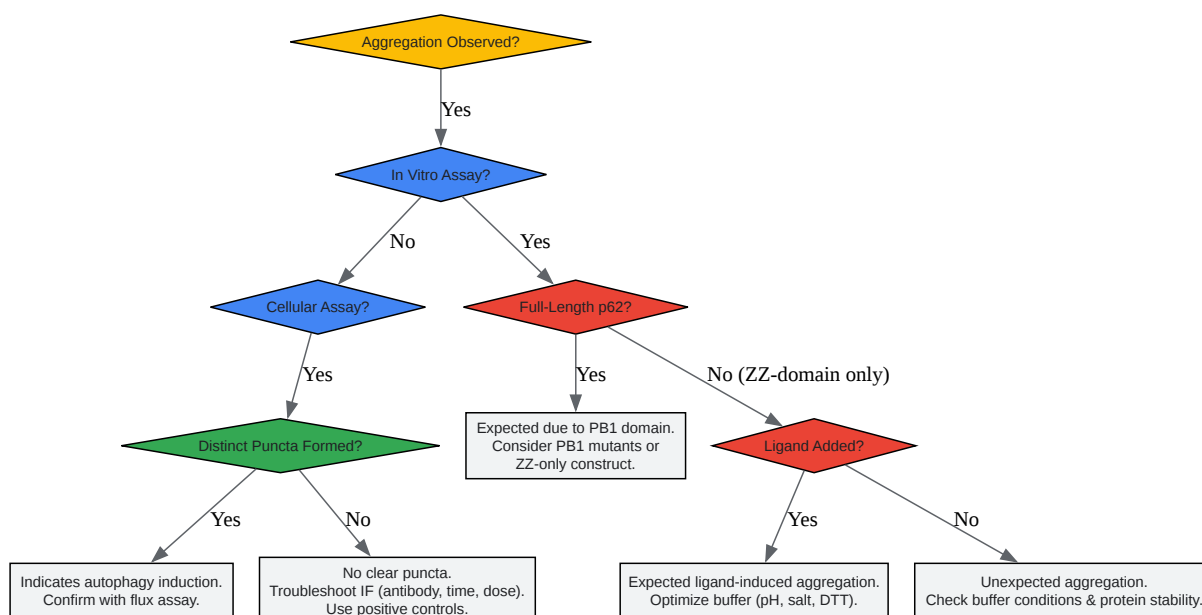 Aggregation Observed?
Yes
In Vitro Assay?
No
Yes
Cellular Assay?
Full-Length p62?
Yes
Yes
No (ZZ-domain only)
Distinct Puncta Formed?
Expected due to PB1 domain.
Consider PB1 mutants or
ZZ-only construct.
Ligand Added?
Yes
No
Yes
No
Indicates autophagy induction.
Confirm with flux assay.
No clear puncta.
Troubleshoot IF (antibody, time, dose).
Use positive controls.
Expected ligand-induced aggregation.
Optimize buffer (pH, salt, DTT).
Unexpected aggregation.
Check buffer conditions & protein stability.